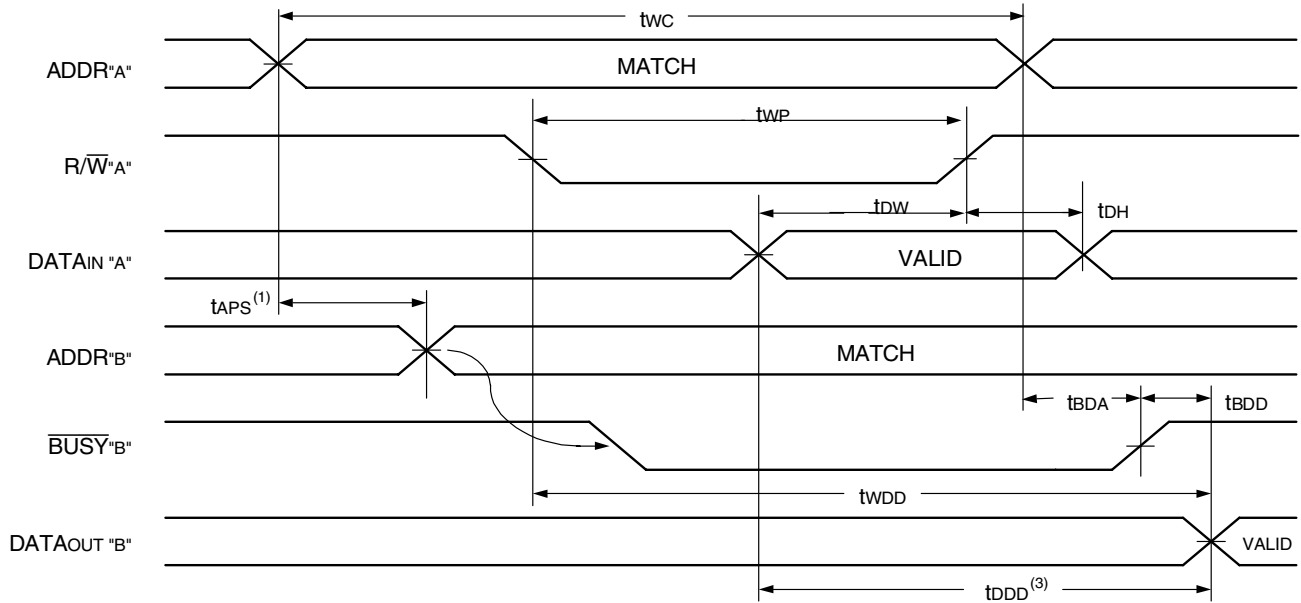 tWC
ADDR"A"
MATCH
tWP
R/W̅"A"
tDW
tDH
DATAIN "A"
VALID
tAPS(1)
ADDR"B"
MATCH
tBDA
tBDD
B̅U̅S̅Y̅"B"
tWDD
DATAOUT "B"
VALID
tDDD(3)